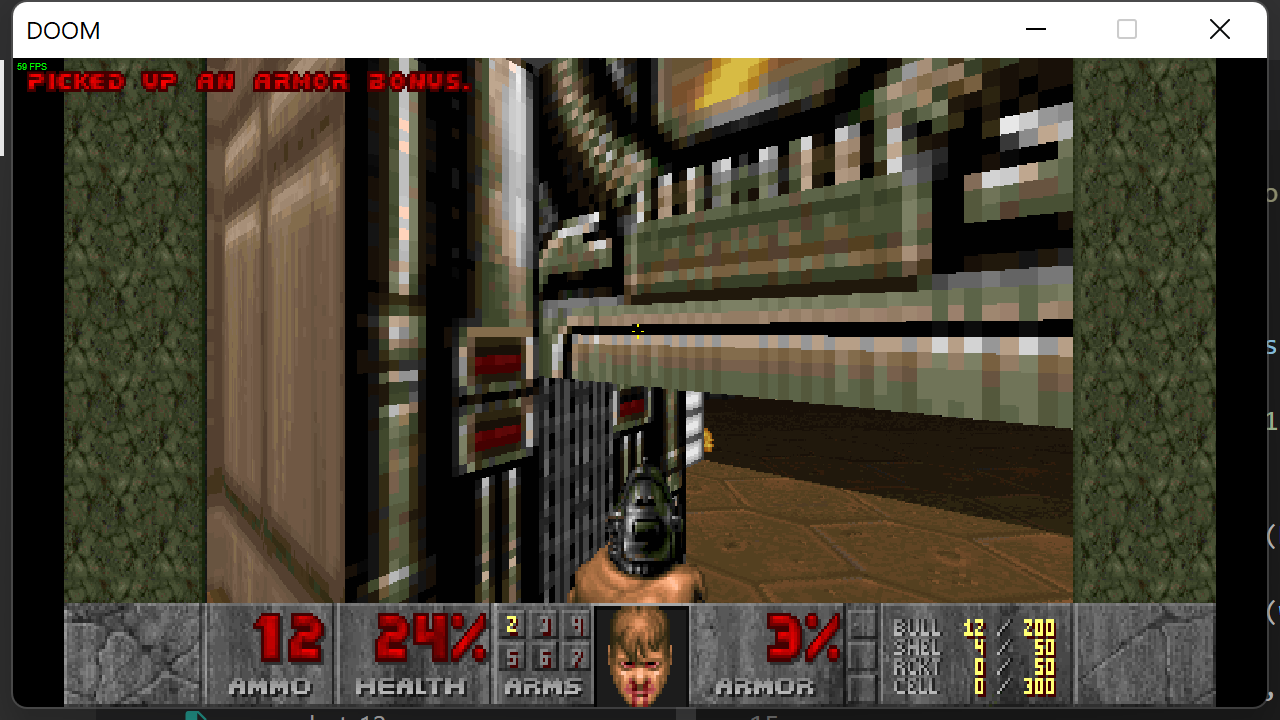 DOOM
59 FPS
PICKED UP AN ARMOR BONUS.
12
AMMO
24%
HEALTH
2 3 4
5 6 7
ARMS
3%
ARMOR
BULL 12 / 200
SHEL 4 / 50
RCKT 0 / 50
CELL 0 / 300